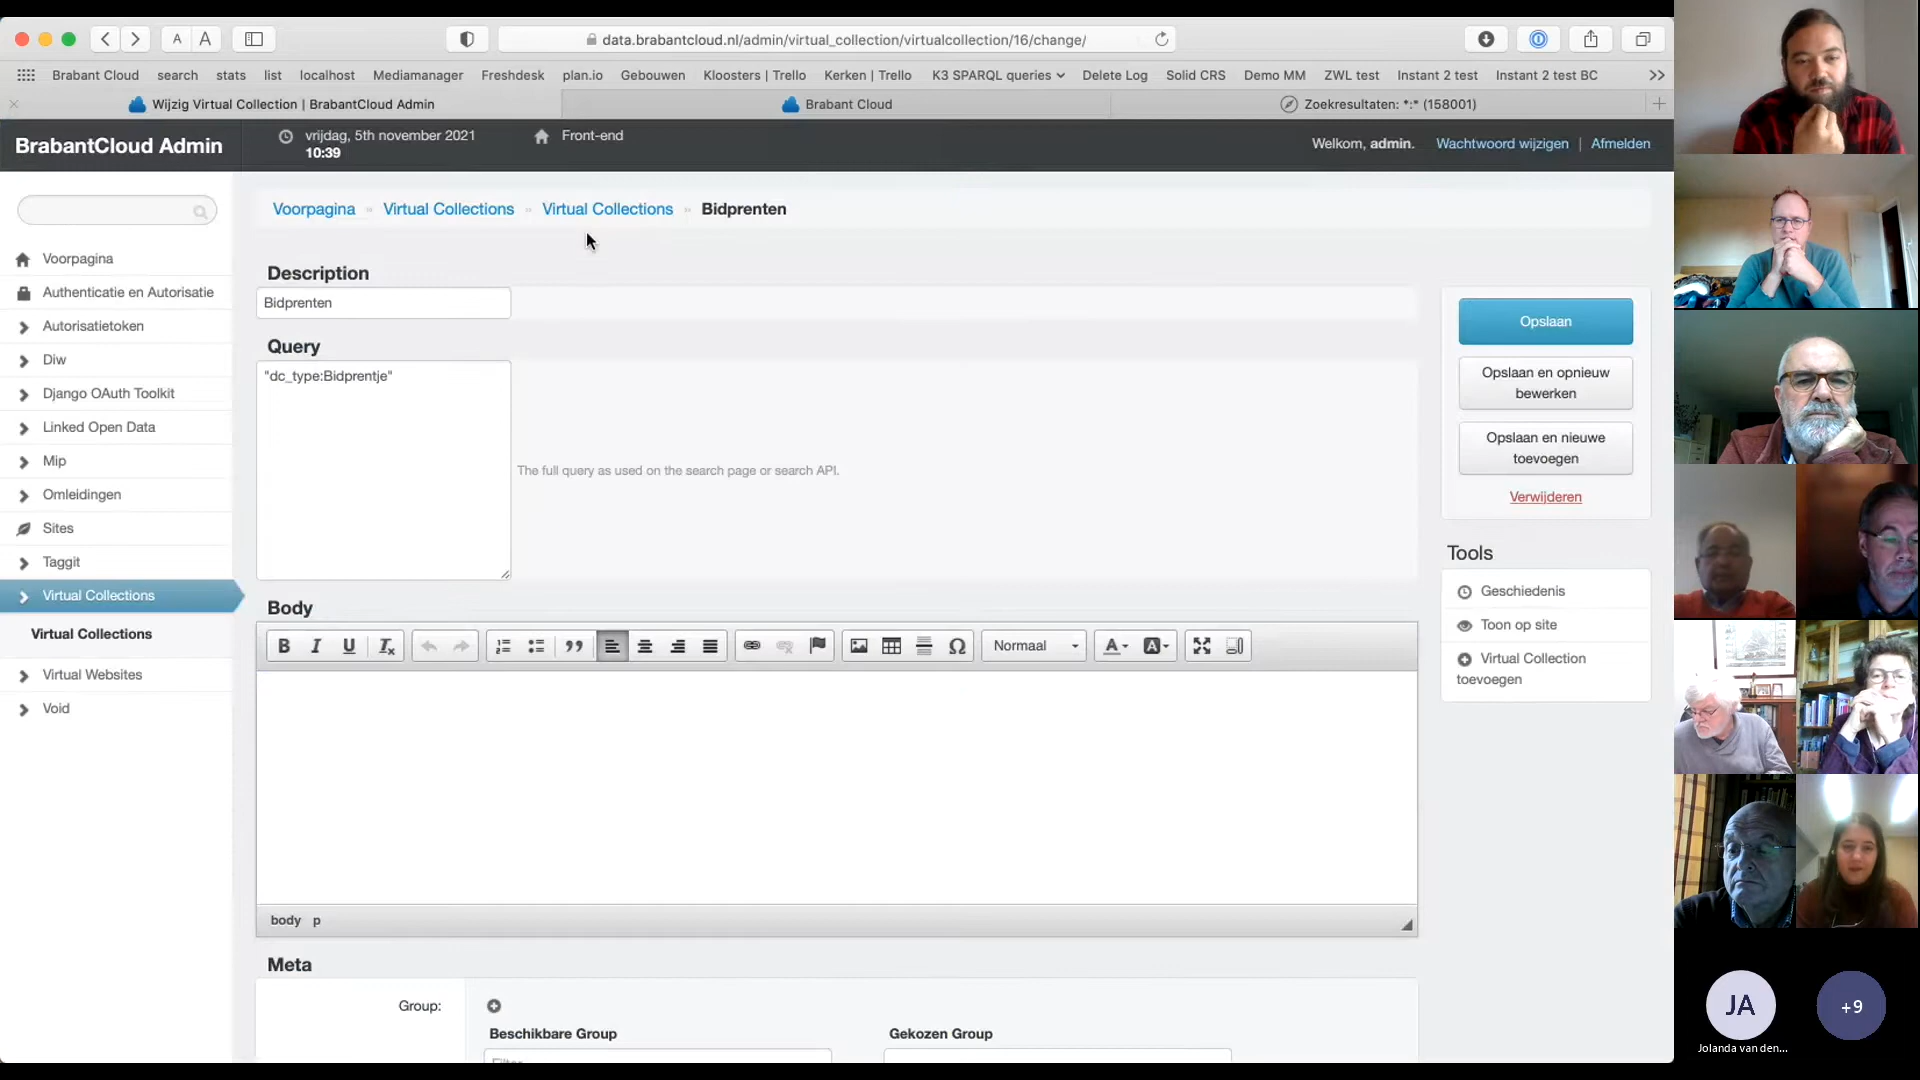 A A
data.brabantcloud.nl/admin/virtual_collection/virtualcollection/16/change/
Brabant Cloud search stats list localhost Mediamanager Freshdesk plan.io Gebouwen Kloosters | Trello Kerken | Trello K3 SPARQL queries Delete Log Solid CRS Demo MM ZWL test Instant 2 test Instant 2 test BC
Wijzig Virtual Collection | BrabantCloud Admin
Brabant Cloud
Zoekresultaten: *:* (158001)
BrabantCloud Admin
vrijdag, 5th november 2021
10:39
Front-end
Welkom, admin. Wachtwoord wijzigen | Afmelden
Voorpagina
Authenticatie en Autorisatie
Autorisatietoken
Diw
Django OAuth Toolkit
Linked Open Data
Mip
Omleidingen
Sites
Taggit
Virtual Collections
Virtual Collections
Virtual Websites
Void
Voorpagina » Virtual Collections » Virtual Collections » Bidprenten
Description
Bidprenten
Query
"dc_type:Bidprentje"
The full query as used on the search page or search API.
Body
B I U Ix
Normaal
A A
body p
Meta
Group:
Beschikbare Group
Gekozen Group
Filter
Opslaan
Opslaan en opnieuw
bewerken
Opslaan en nieuwe
toevoegen
Verwijderen
Tools
Geschiedenis
Toon op site
Virtual Collection
toevoegen
JA
+9
Jolanda van den...